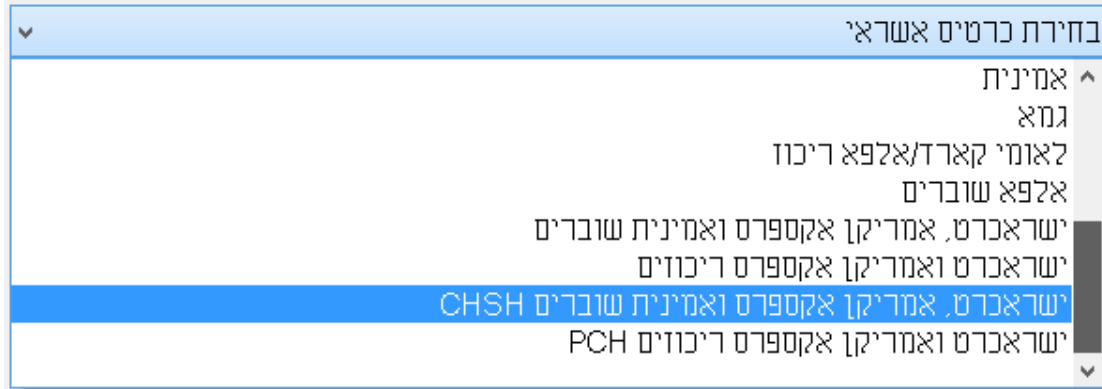 בחירת כרטיס אשראי
אמינית
גמא
לאומי קארד/אלפא ריכוז
אלפא שוברים
ישראכרט, אמריקן אקספרס ואמינית שוברים
ישראכרט ואמריקן אקספרס ריכוזים
ישראכרט, אמריקן אקספרס ואמינית שוברים CHSH
ישראכרט ואמריקן אקספרס ריכוזים PCH